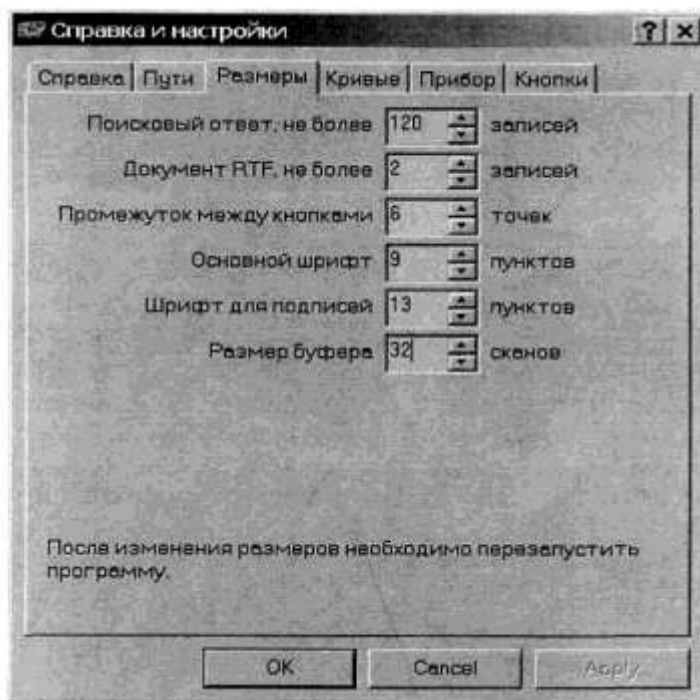 Справка и настройки
Справка Пути Размеры Кривые Прибор Кнопки
Поисковый ответ, не более 120 записей
Документ RTF, не более 2 записей
Промежуток между кнопками 6 точек
Основной шрифт 9 пунктов
Шрифт для подписей 13 пунктов
Размер буфера 32 сканов
После изменения размеров необходимо перезапустить
программу.
OK Cancel Apply